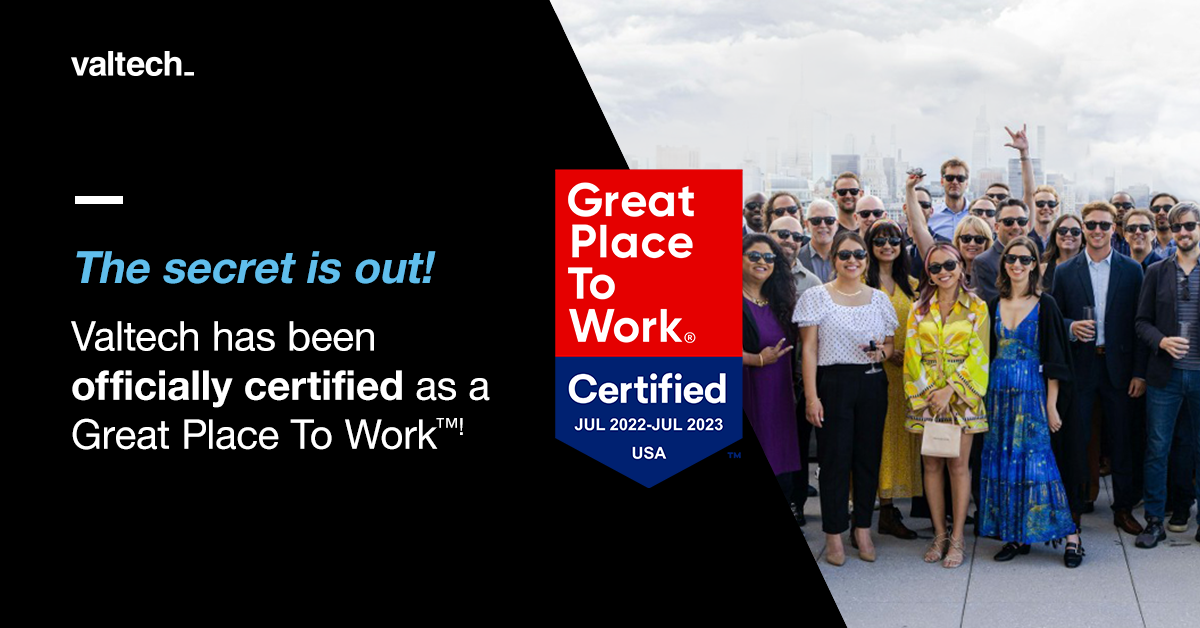 valtech_
The secret is out!
Valtech has been
officially certified as a
Great Place To Work™!
Great
Place
To
Work®
Certified
JUL 2022-JUL 2023
USA
™